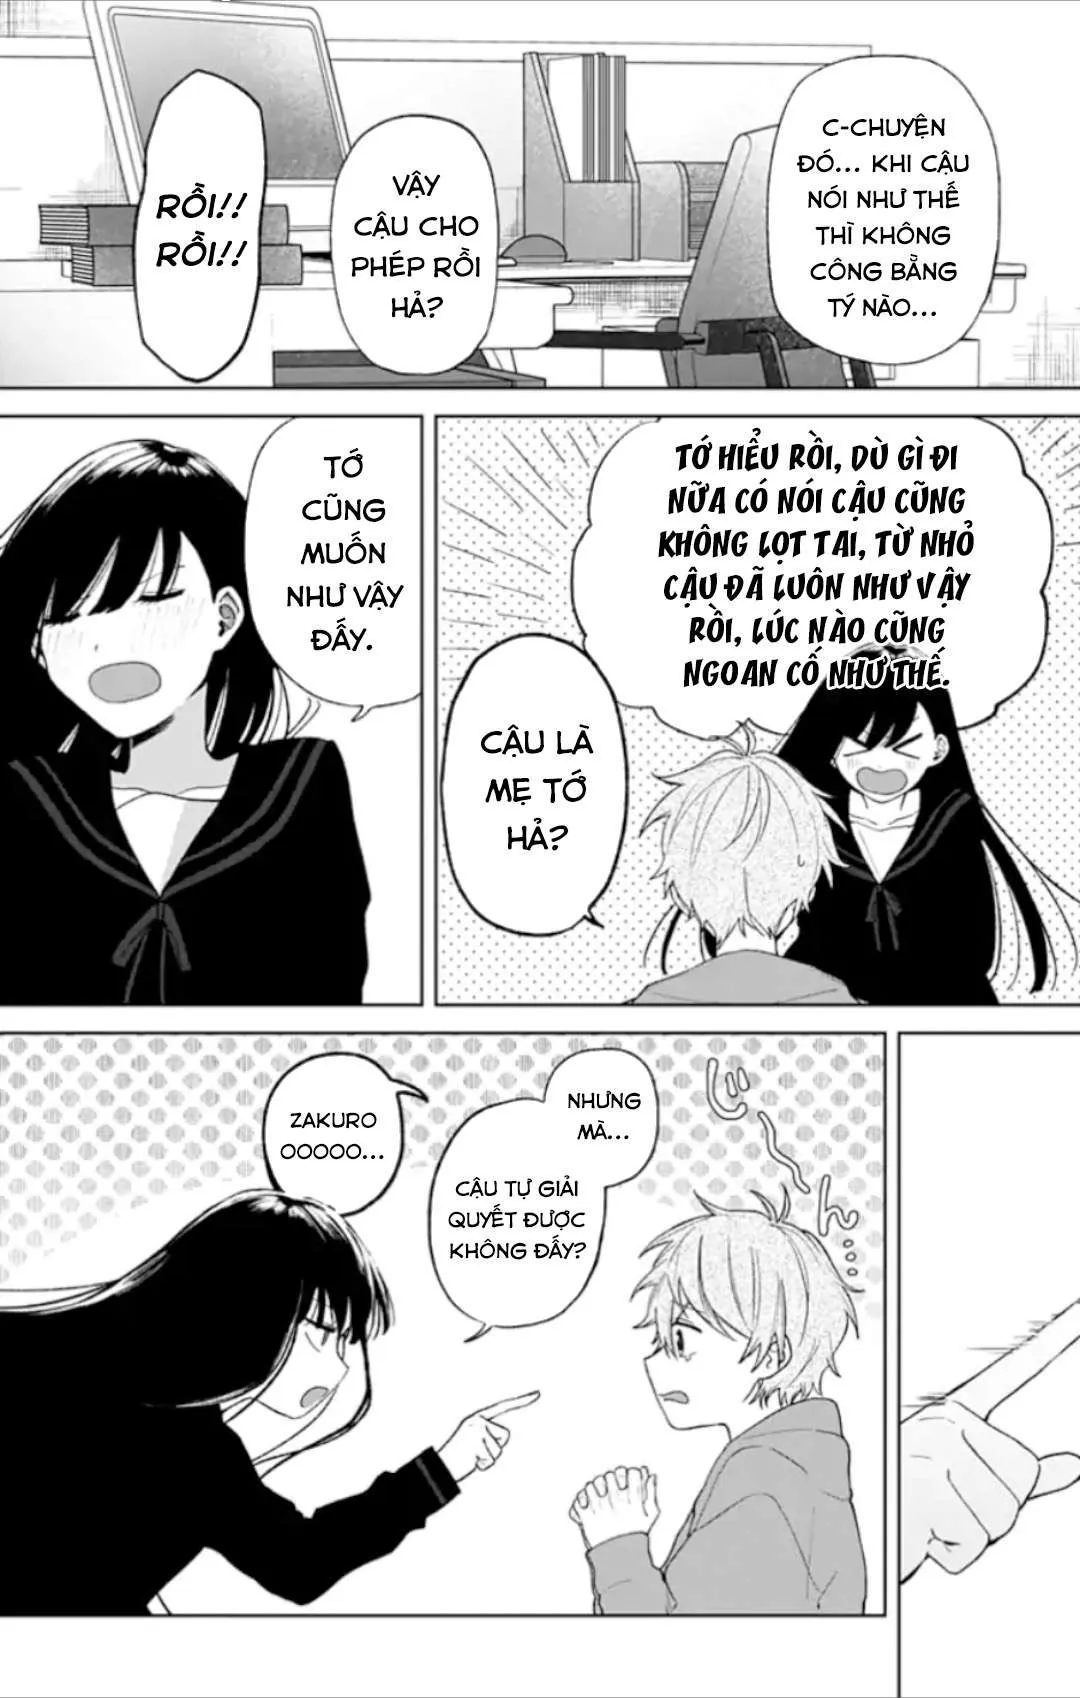 C-CHUYỆN
ĐÓ... KHI CẬU
NÓI NHƯ THẾ
THÌ KHÔNG
CÔNG BẰNG
TÝ NÀO...
VẬY
CẬU CHO
PHÉP RỒI
HẢ?
RỒI!!
RỒI!!
TỚ HIỂU RỒI, DÙ GÌ ĐI
NỮA CÓ NÓI CẬU CŨNG
KHÔNG LỌT TAI, TỪ NHỎ
CẬU ĐÃ LUÔN NHƯ VẬY
RỒI, LÚC NÀO CŨNG
NGOAN CỐ NHƯ THẾ.
CẬU LÀ
MẸ TỚ
HẢ?
TỚ
CŨNG
MUỐN
NHƯ VẬY
ĐẤY.
じぃ〜ん…
NHƯNG
MÀ...
CẬU TỰ GIẢI
QUYẾT ĐƯỢC
KHÔNG ĐẤY?
ZAKURO
OOOOO...